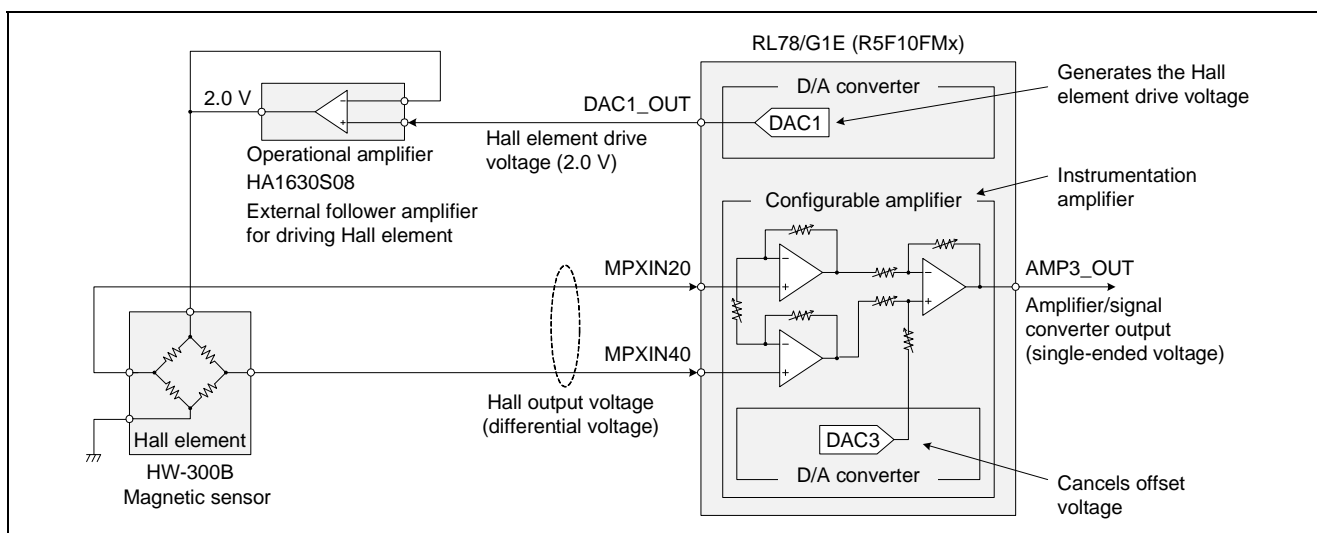 RL78/G1E (R5F10FMx)
D/A converter
DAC1
Generates the Hall
element drive voltage
2.0 V
DAC1_OUT
Hall element drive
voltage (2.0 V)
Operational amplifier
HA1630S08
External follower amplifier
for driving Hall element
Instrumentation
amplifier
Configurable amplifier
MPXIN20
MPXIN40
AMP3_OUT
Amplifier/signal
converter output
(single-ended voltage)
Hall output voltage
(differential voltage)
Hall element
HW-300B
Magnetic sensor
DAC3
D/A converter
Cancels offset
voltage